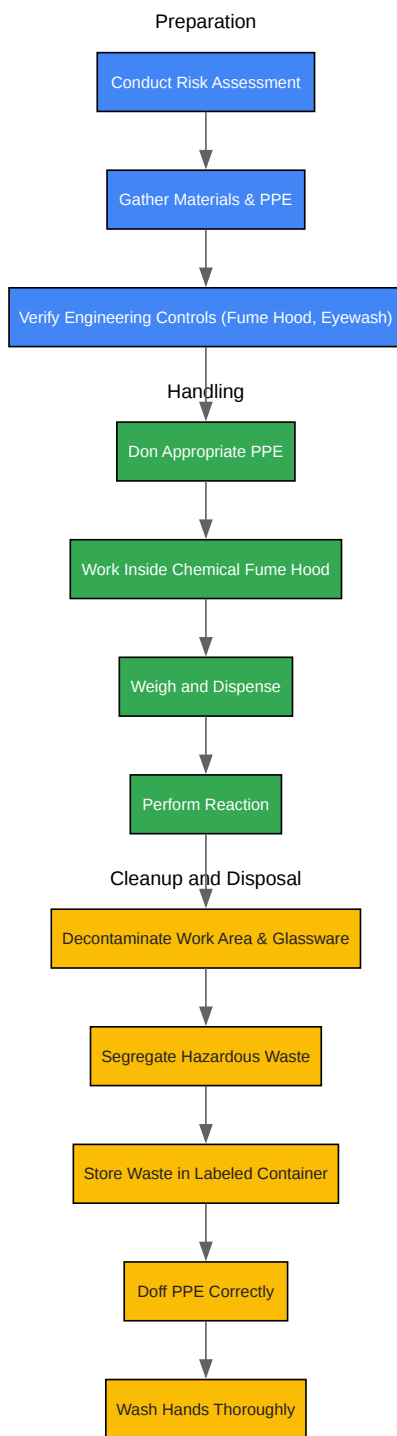 Preparation
Conduct Risk Assessment
Gather Materials & PPE
Verify Engineering Controls (Fume Hood, Eyewash)
Handling
Don Appropriate PPE
Work Inside Chemical Fume Hood
Weigh and Dispense
Perform Reaction
Cleanup and Disposal
Decontaminate Work Area & Glassware
Segregate Hazardous Waste
Store Waste in Labeled Container
Doff PPE Correctly
Wash Hands Thoroughly